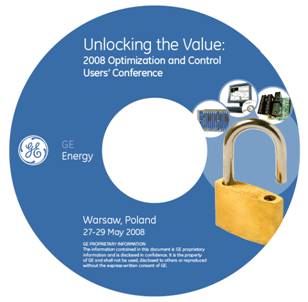 Unlocking the Value:
2008 Optimization and Control
Users' Conference
GE
Energy
Warsaw, Poland
27-29 May 2008
GE PROPRIETARY INFORMATION
The information contained in this document is GE proprietary
information and is disclosed in confidence. It is the property
of GE and shall not be used, disclosed to others or reproduced
without the express written consent of GE.